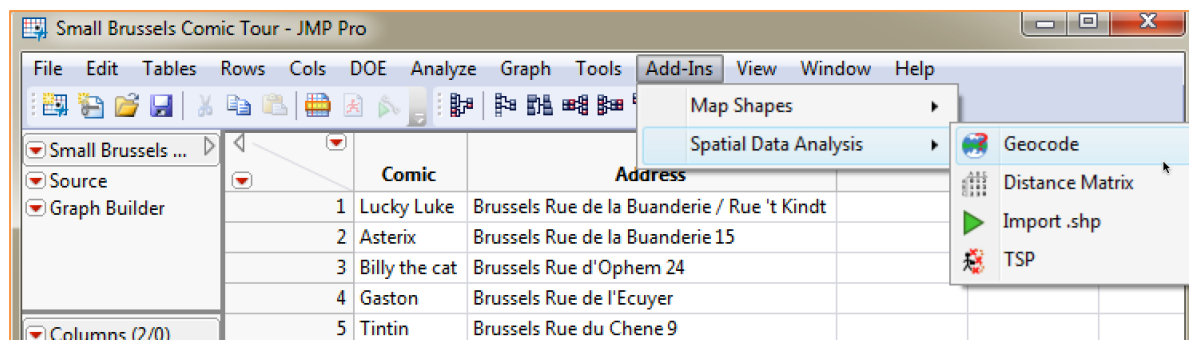 Small Brussels Comic Tour - JMP Pro
File Edit Tables Rows Cols DOE Analyze Graph Tools Add-Ins View Window Help
Map Shapes
Spatial Data Analysis
Geocode
Distance Matrix
Import .shp
TSP
Small Brussels ...
Source
Graph Builder
Columns (2/0)
Comic Address
1 Lucky Luke Brussels Rue de la Buanderie / Rue 't Kindt
2 Asterix Brussels Rue de la Buanderie 15
3 Billy the cat Brussels Rue d'Ophem 24
4 Gaston Brussels Rue de l'Ecuyer
5 Tintin Brussels Rue du Chene 9